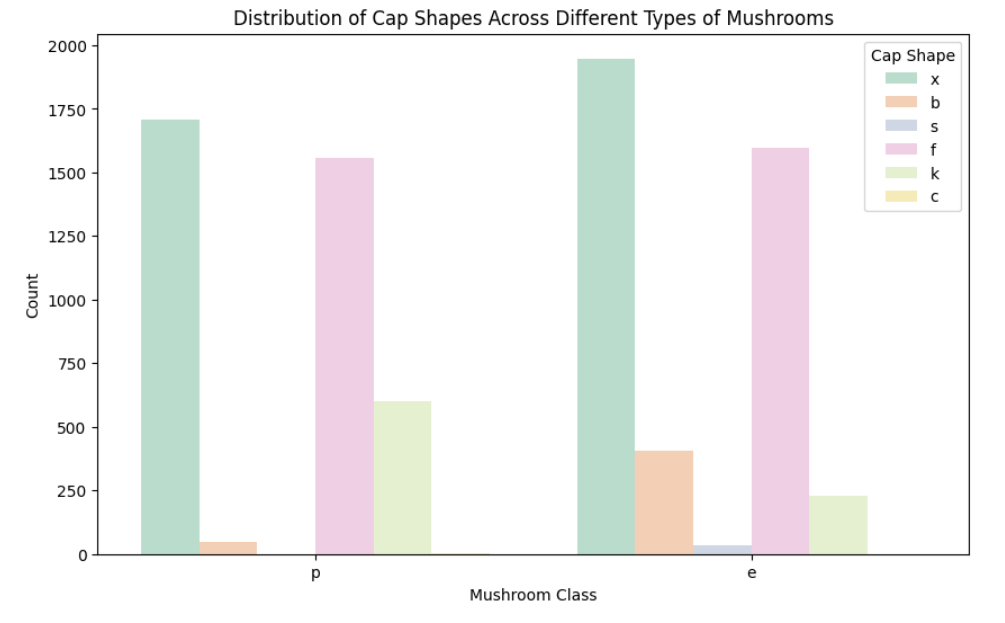 Distribution of Cap Shapes Across Different Types of Mushrooms
Cap Shape
x
b
s
f
k
c
Count
2000
1750
1500
1250
1000
750
500
250
0
p
e
Mushroom Class